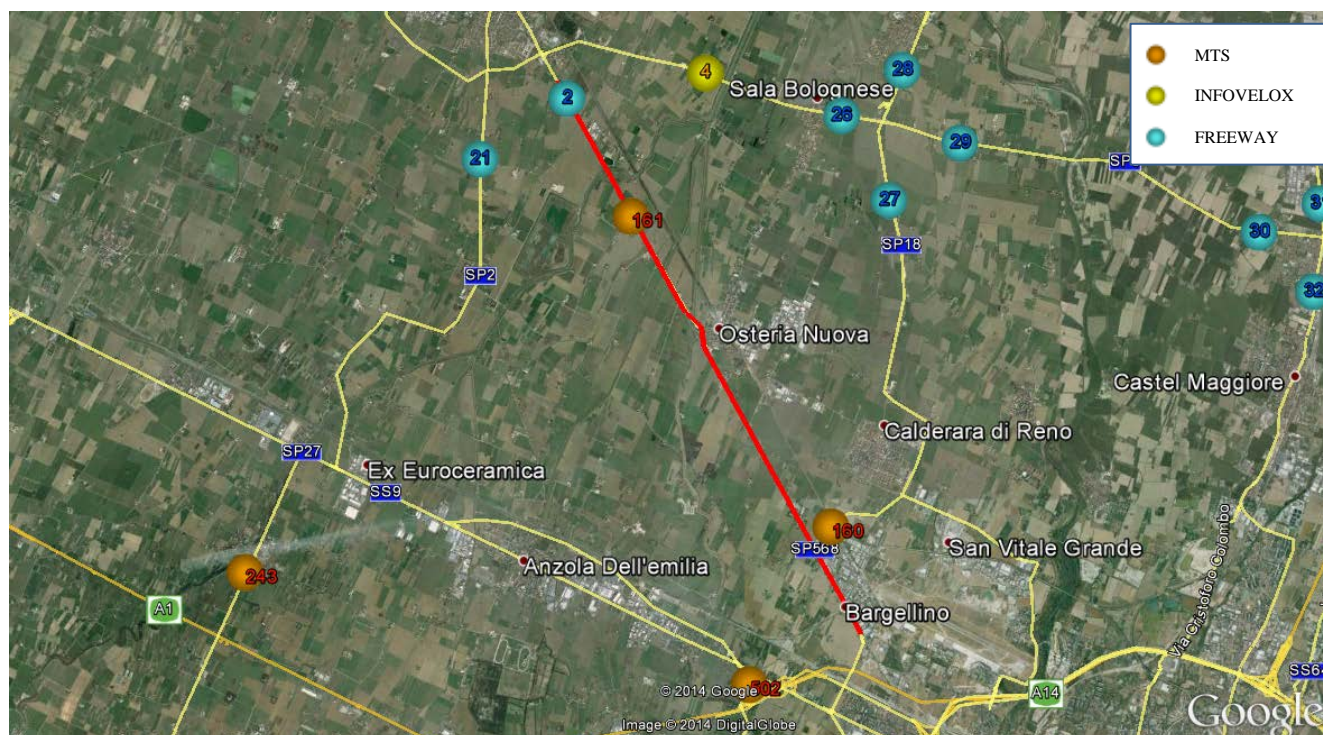 MTS
INFOVELOX
FREEWAY
28
4
Sala Bolognese
2
26
29
21
SP3
27
161
30
SP18
SP2
32
Osteria Nuova
Castel Maggiore
Calderara di Reno
SP27
Ex Euroceramica
SS9
160
SP568
San Vitale Grande
Via Cristoforo Colombo
Anzola Dell'emilia
243
A1
Bargellino
SS64
502
© 2014 Google
A14
Image © 2014 DigitalGlobe
Google